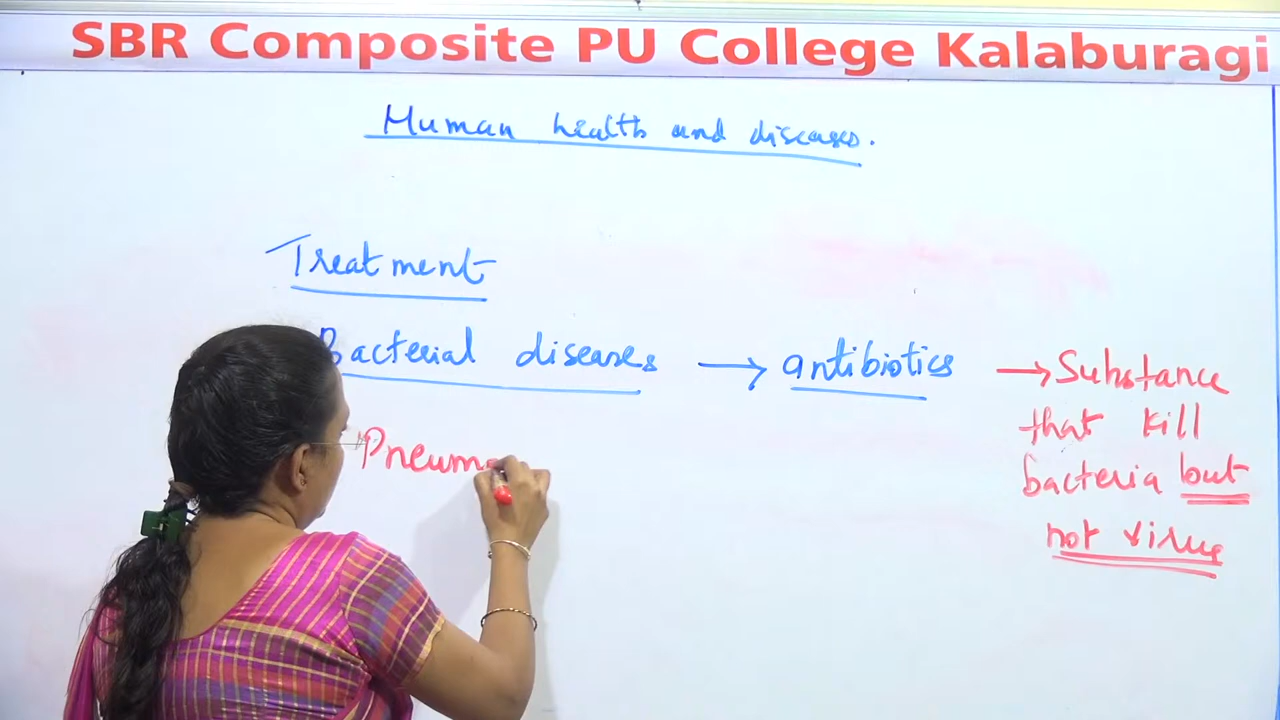 SBR Composite PU College Kalaburagi
Human health and diseases.
Treatment
Bacterial diseases → antibiotics → Substance
that kill
bacteria but
not virus
Pneumo